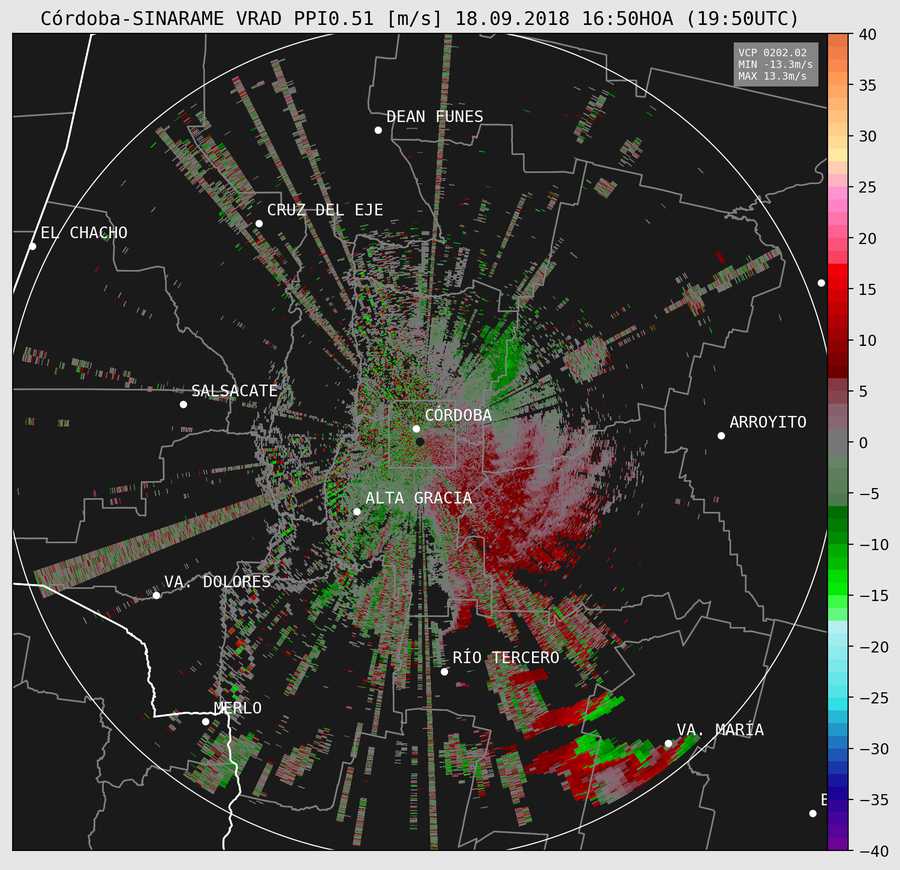 Córdoba-SINARAME VRAD PPI0.51 [m/s] 18.09.2018 16:50HOA (19:50UTC)
VCP 0202.02
MIN -13.3m/s
MAX 13.3m/s
DEAN FUNES
CRUZ DEL EJE
EL CHACHO
SALSACATE
CÓRDOBA
ARROYITO
ALTA GRACIA
VA. DOLORES
RÍO TERCERO
MERLO
VA. MARÍA
40
35
30
25
20
15
10
5
0
−5
−10
−15
−20
−25
−30
−35
−40